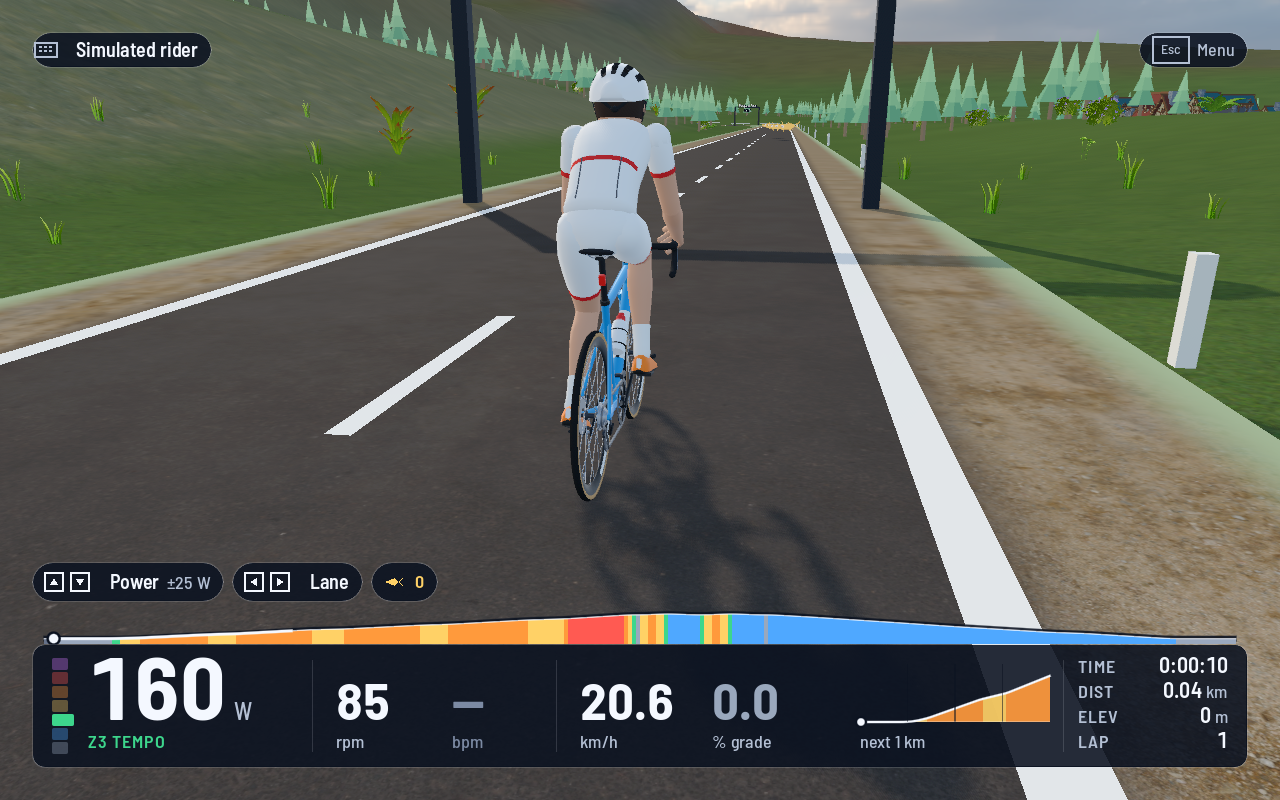 Simulated rider
Esc Menu
Power ±25 W
Lane
0
160 W
Z3 TEMPO
85
rpm
–
bpm
20.6
km/h
0.0
% grade
next 1 km
TIME 0:00:10
DIST 0.04 km
ELEV 0 m
LAP 1